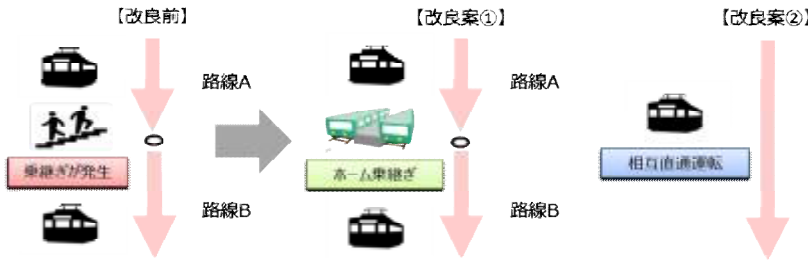 【改良前】
【改良案①】
【改良案②】
路線A
路線A
乗継ぎが発生
ホーム乗継ぎ
相互直通運転
路線B
路線B